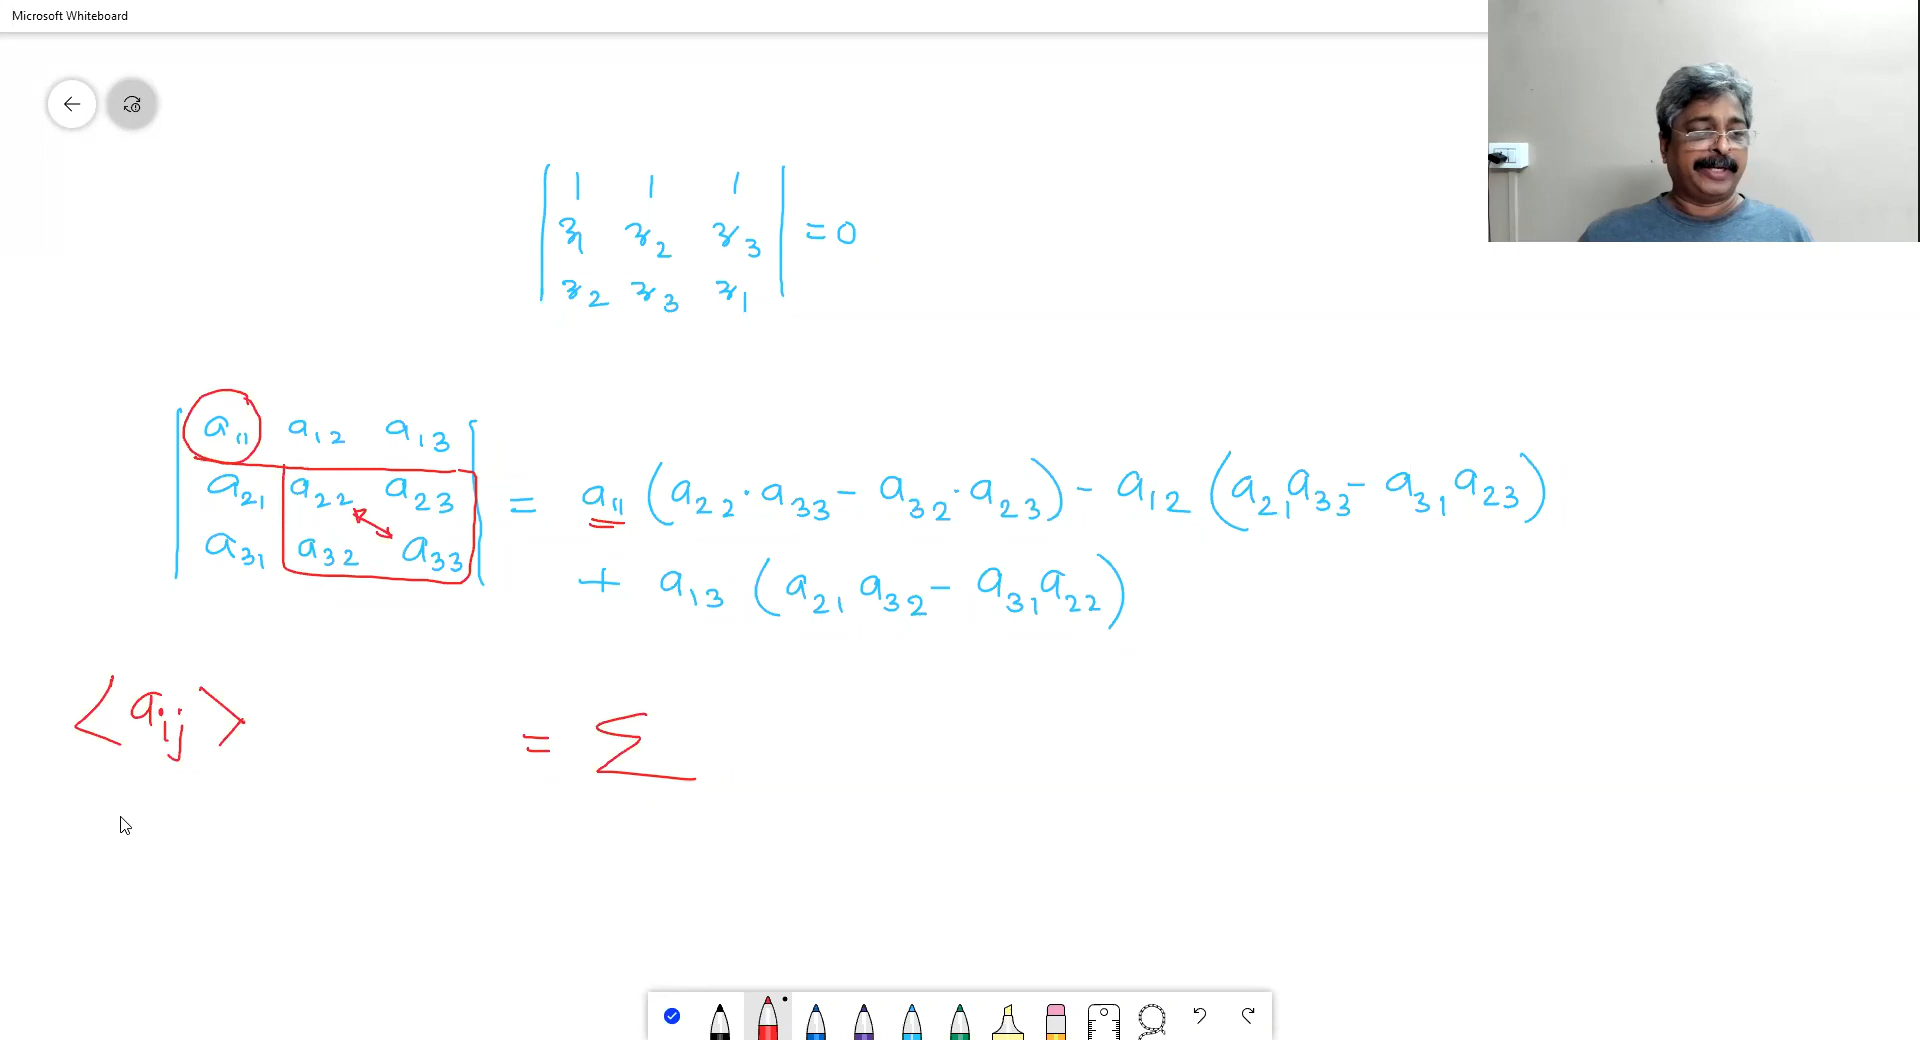 Microsoft Whiteboard
| 1 1 1 |
| z1 z2 z3 | = 0
| z2 z3 z1 |
| a11 a12 a13 |
| a21 a22 a23 | = a11 (a22 · a33 - a32 · a23) - a12 (a21 a33 - a31 a23)
| a31 a32 a33 |
+ a13 (a21 a32 - a31 a22)
< aij > = Σ